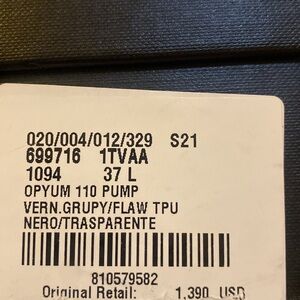 020/004/012/329 S21
699716 1TVAA
1094 37 L
OPYUM 110 PUMP
VERN.GRUPY/FLAW TPU
NERO/TRASPARENTE
810579582
Original Retail: 1,390 USD